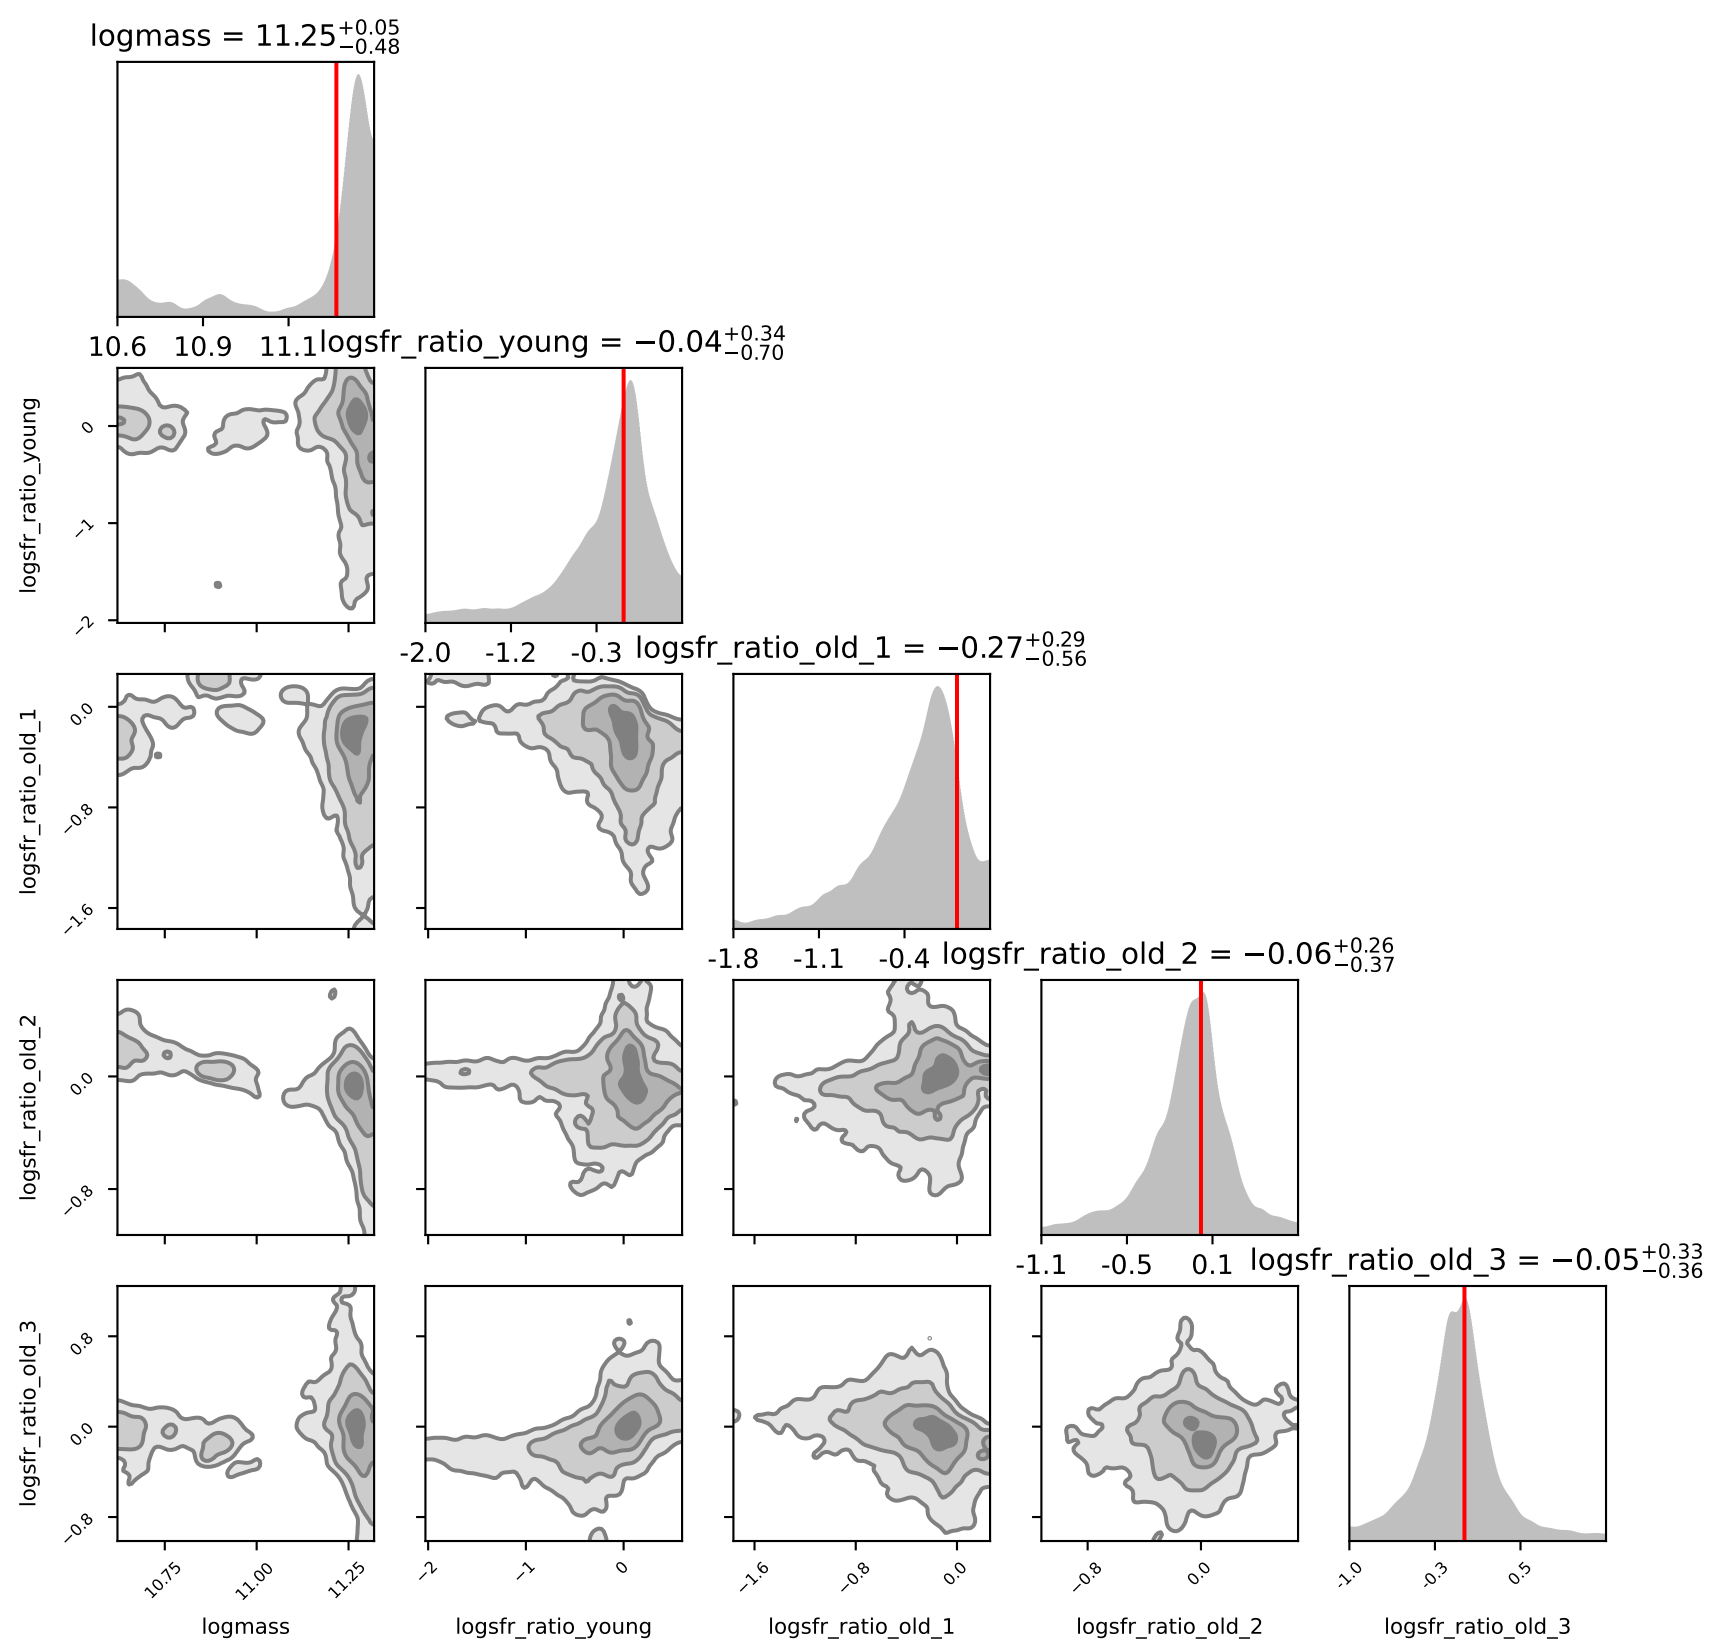 logmass = 11.25+0.05−0.48
10.6 10.9 11.1
logsfr_ratio_young = −0.04+0.34−0.70
logsfr_ratio_young
0
−1
−2
-2.0 -1.2 -0.3
logsfr_ratio_old_1 = −0.27+0.29−0.56
logsfr_ratio_old_1
0.0
−0.8
−1.6
-1.8 -1.1 -0.4
logsfr_ratio_old_2 = −0.06+0.26−0.37
logsfr_ratio_old_2
0.0
−0.8
-1.1 -0.5 0.1
logsfr_ratio_old_3 = −0.05+0.33−0.36
logsfr_ratio_old_3
0.8
0.0
−0.8
10.75 11.00 11.25 −2 −1 0 −1.6 −0.8 0.0 −0.8 0.0 -1.0 -0.3 0.5
logmass logsfr_ratio_young logsfr_ratio_old_1 logsfr_ratio_old_2 logsfr_ratio_old_3